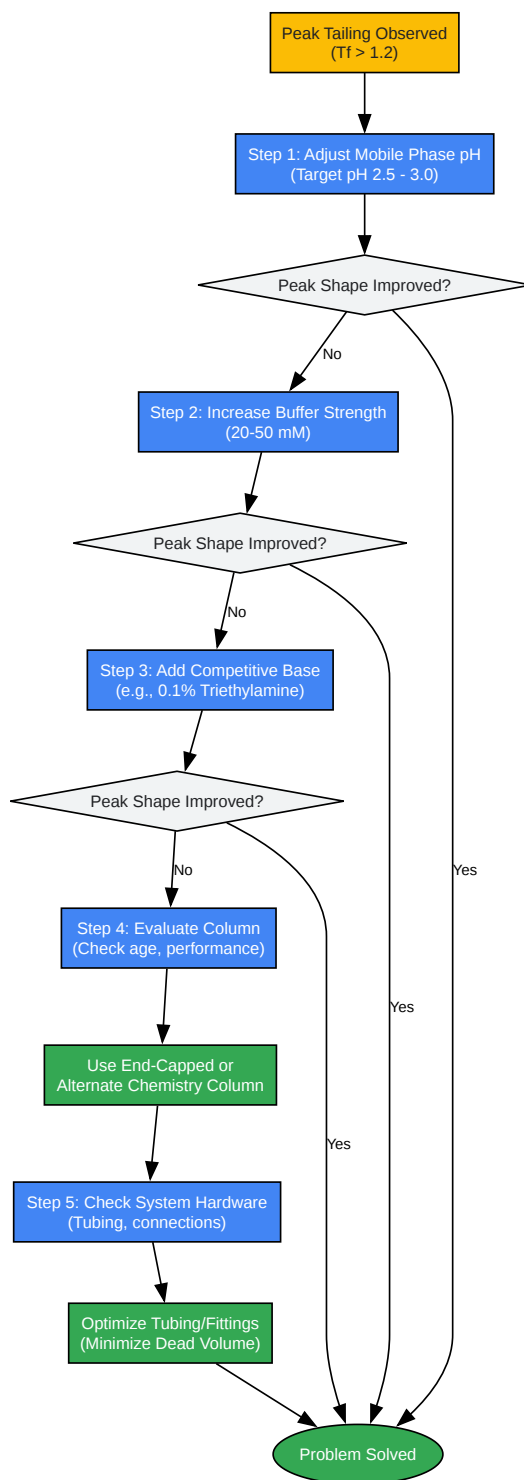 Peak Tailing Observed
(Tf > 1.2)
Step 1: Adjust Mobile Phase pH
(Target pH 2.5 - 3.0)
Peak Shape Improved?
No
Step 2: Increase Buffer Strength
(20-50 mM)
Peak Shape Improved?
No
Step 3: Add Competitive Base
(e.g., 0.1% Triethylamine)
Peak Shape Improved?
Yes
No
Step 4: Evaluate Column
(Check age, performance)
Yes
Use End-Capped or
Alternate Chemistry Column
Yes
Step 5: Check System Hardware
(Tubing, connections)
Optimize Tubing/Fittings
(Minimize Dead Volume)
Problem Solved